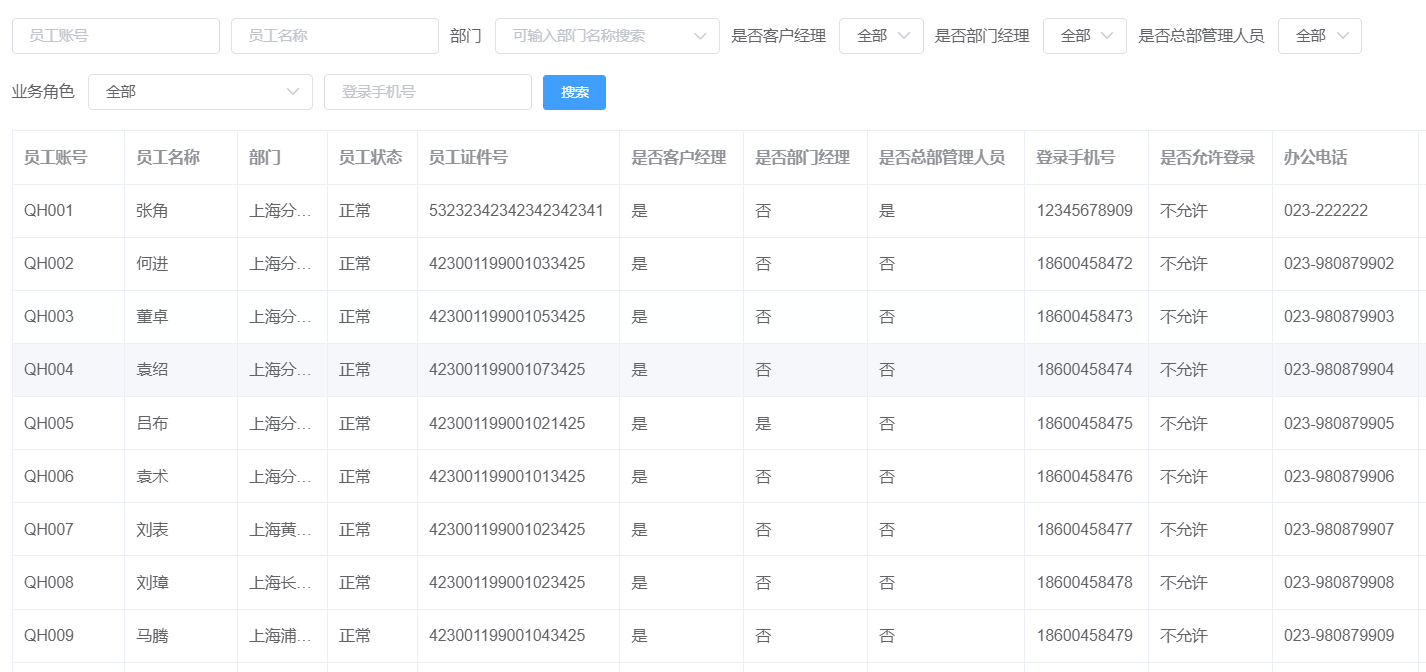 员工账号 员工名称 部门 可输入部门名称搜索 是否客户经理 全部 是否部门经理 全部 是否总部管理人员 全部
业务角色 全部 登录手机号 搜索
员工账号 员工名称 部门 员工状态 员工证件号 是否客户经理 是否部门经理 是否总部管理人员 登录手机号 是否允许登录 办公电话
QH001 张角 上海分... 正常 53232342342342342341 是 否 是 12345678909 不允许 023-222222
QH002 何进 上海分... 正常 423001199001033425 是 否 否 18600458472 不允许 023-980879902
QH003 董卓 上海分... 正常 423001199001053425 是 否 否 18600458473 不允许 023-980879903
QH004 袁绍 上海分... 正常 423001199001073425 是 否 否 18600458474 不允许 023-980879904
QH005 吕布 上海分... 正常 423001199001021425 是 是 否 18600458475 不允许 023-980879905
QH006 袁术 上海分... 正常 423001199001013425 是 否 否 18600458476 不允许 023-980879906
QH007 刘表 上海黄... 正常 423001199001023425 是 否 否 18600458477 不允许 023-980879907
QH008 刘璋 上海长... 正常 423001199001023425 是 否 否 18600458478 不允许 023-980879908
QH009 马腾 上海浦... 正常 423001199001043425 是 否 否 18600458479 不允许 023-980879909